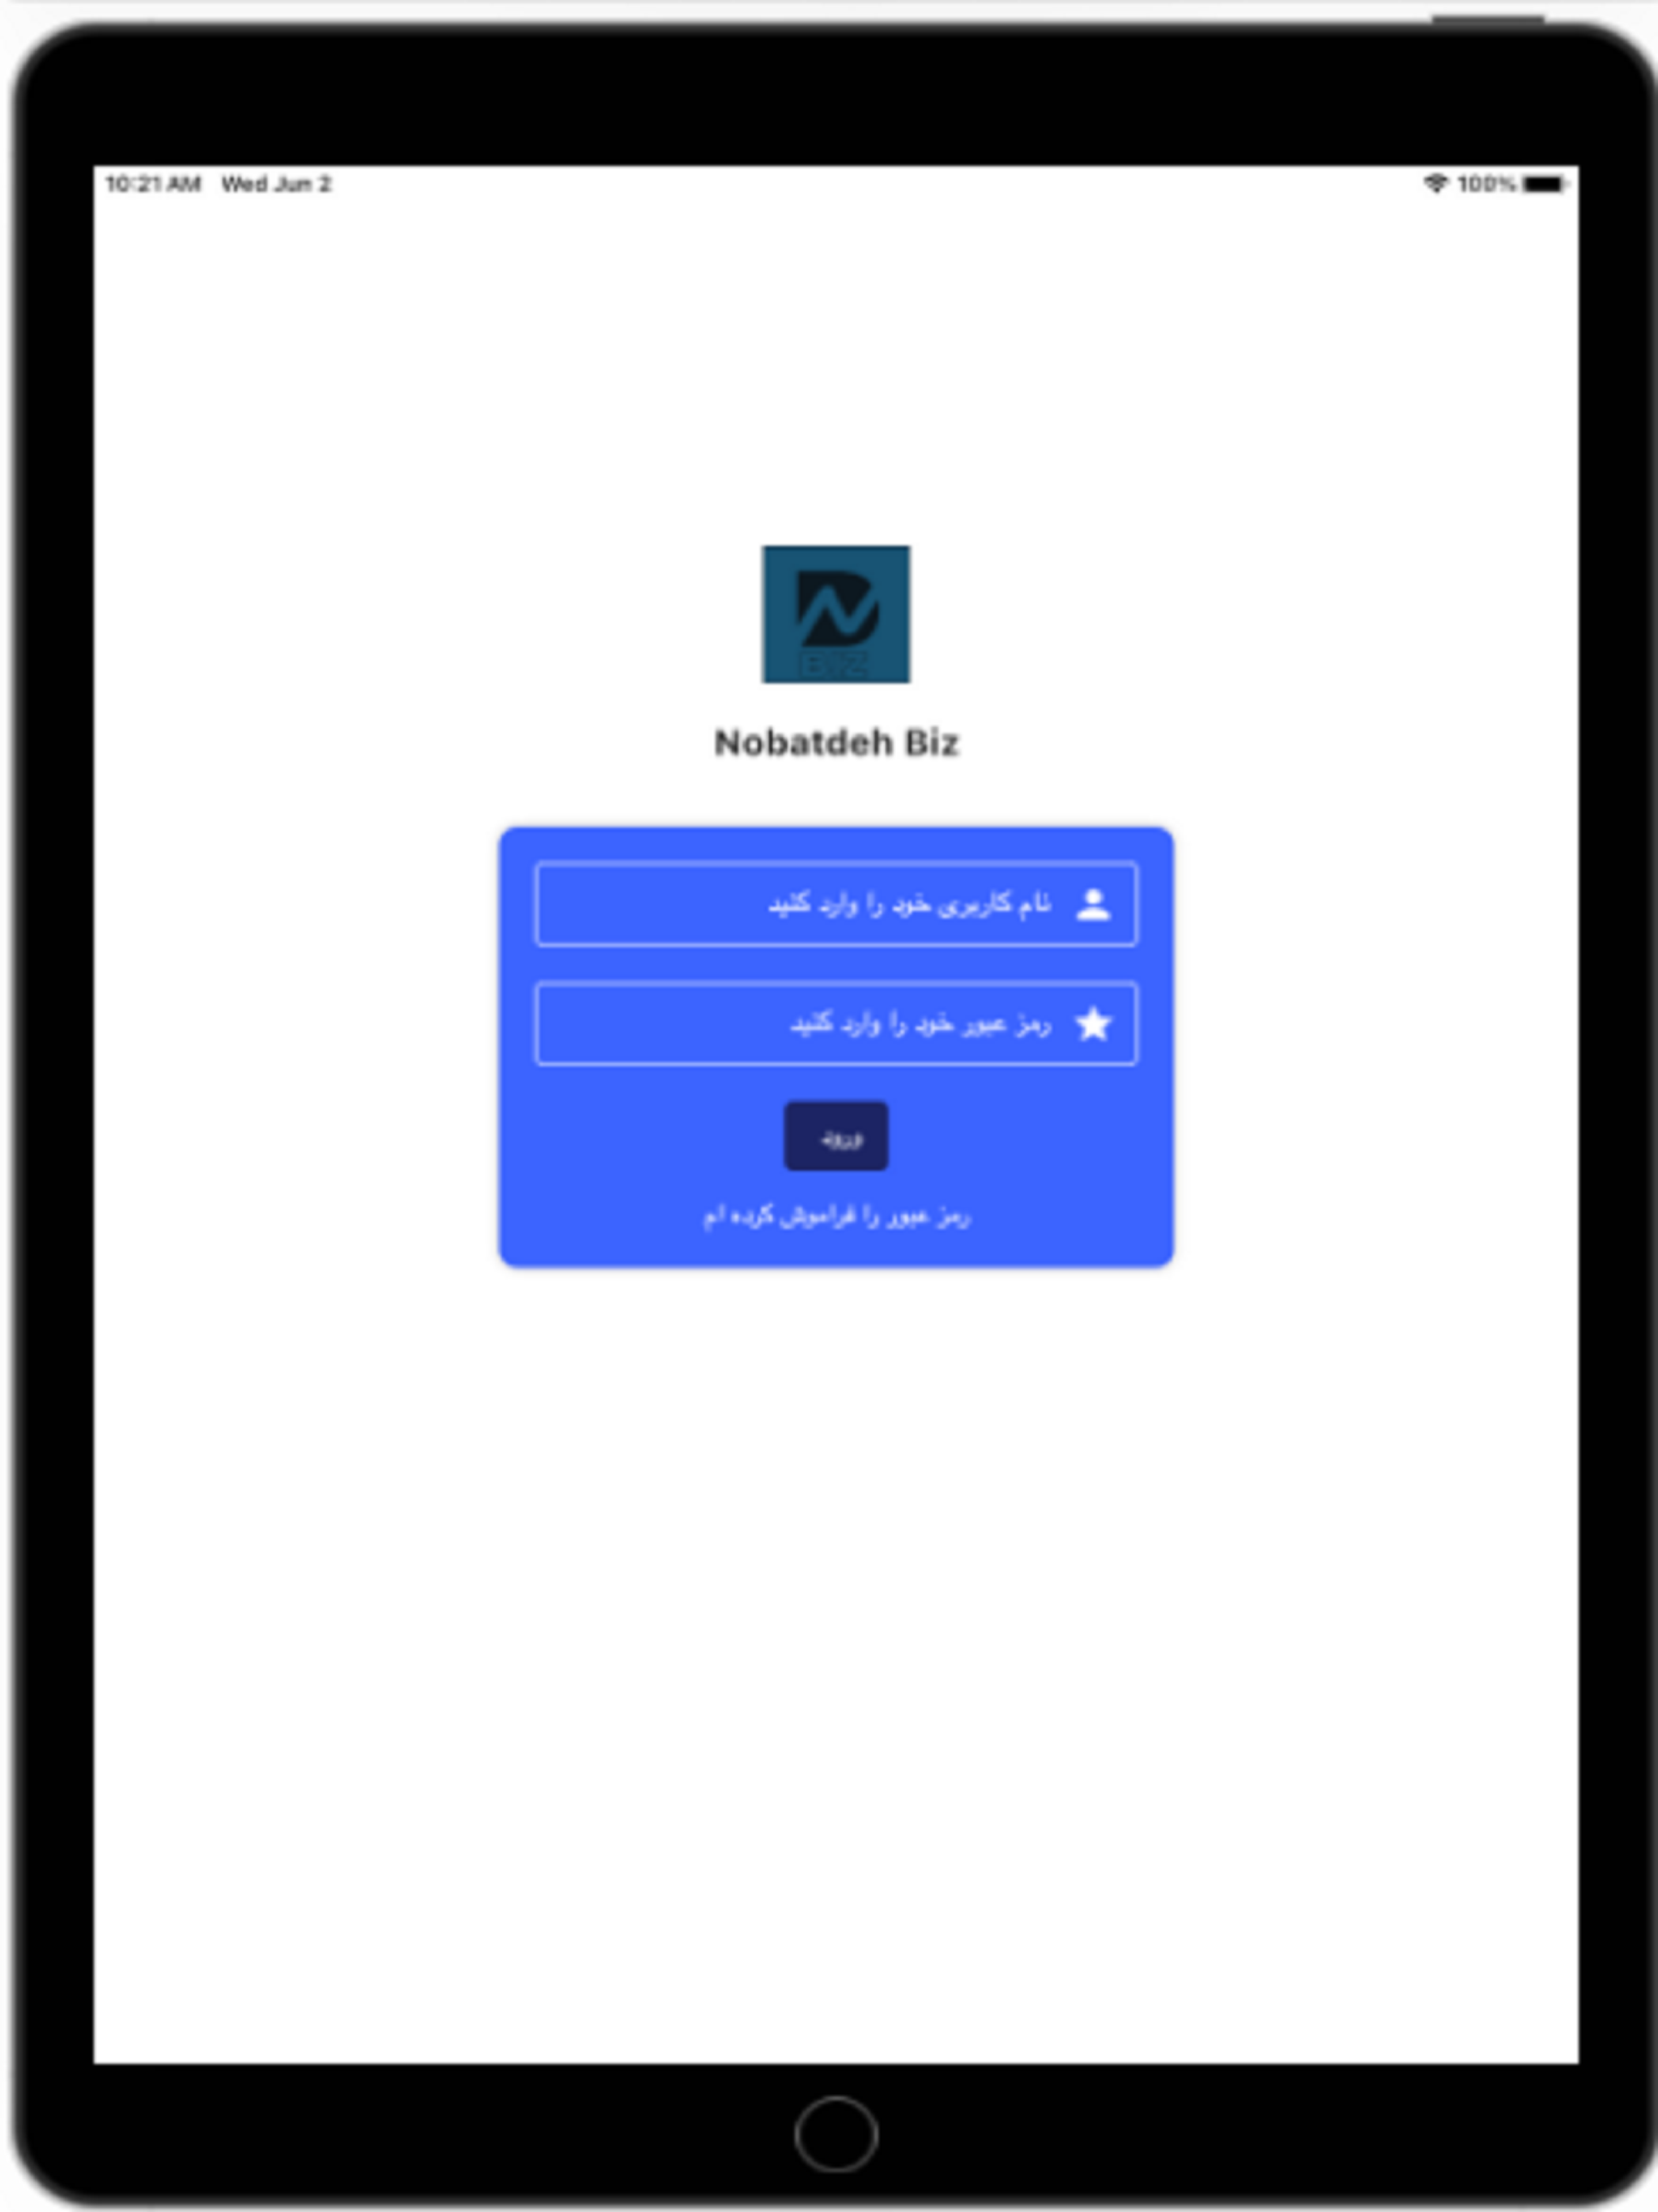 10:21 AM Wed Jun 2
100%
BIZ
Nobatdeh Biz
نام کاربری خود را وارد کنید
رمز عبور خود را وارد کنید
ورود
رمز عبور را فراموش کرده ام